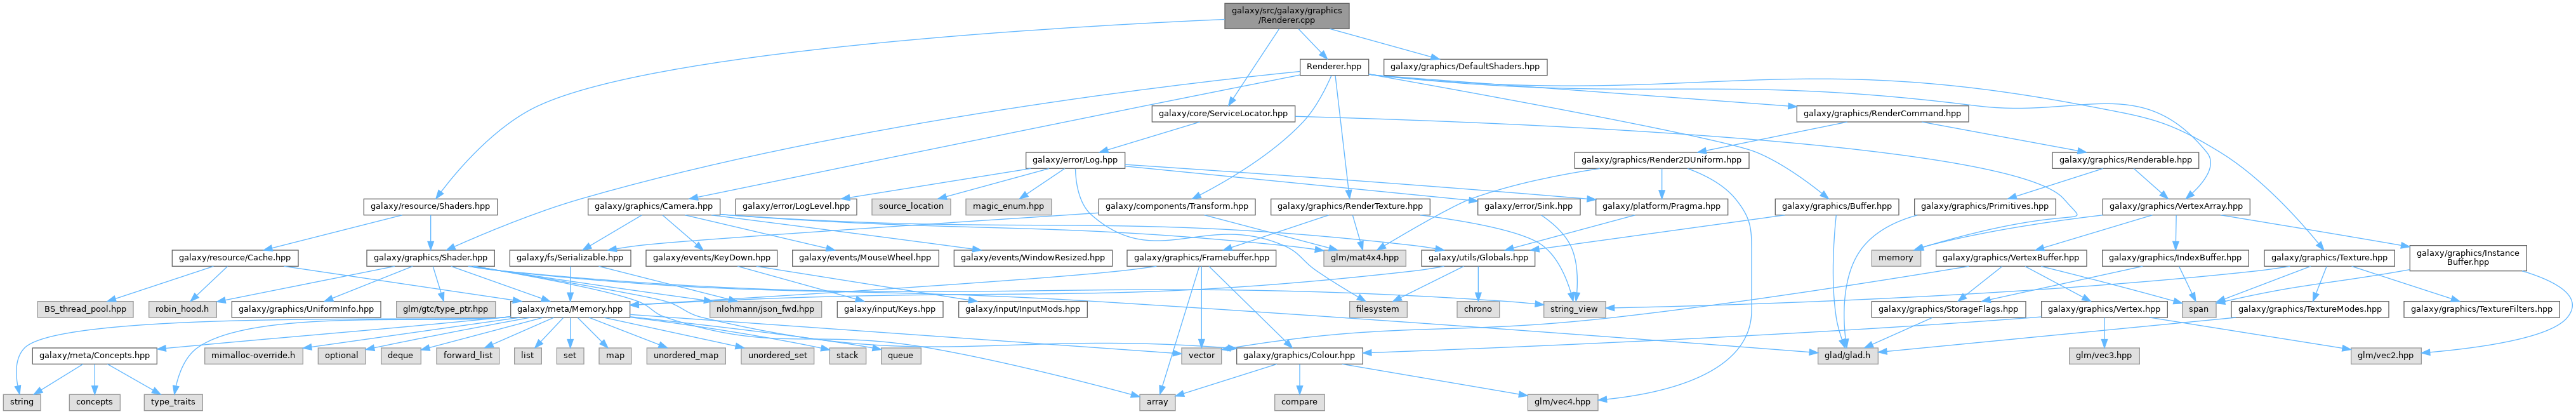 galaxy/src/galaxy/graphics
/Renderer.cpp
Renderer.hpp
galaxy/graphics/DefaultShaders.hpp
galaxy/core/ServiceLocator.hpp
galaxy/graphics/RenderCommand.hpp
galaxy/error/Log.hpp
galaxy/graphics/Render2DUniform.hpp
galaxy/graphics/Renderable.hpp
galaxy/resource/Shaders.hpp
galaxy/graphics/Camera.hpp
galaxy/error/LogLevel.hpp
source_location
magic_enum.hpp
galaxy/components/Transform.hpp
galaxy/graphics/RenderTexture.hpp
galaxy/error/Sink.hpp
galaxy/platform/Pragma.hpp
galaxy/graphics/Buffer.hpp
galaxy/graphics/Primitives.hpp
galaxy/graphics/VertexArray.hpp
galaxy/resource/Cache.hpp
galaxy/graphics/Shader.hpp
galaxy/fs/Serializable.hpp
galaxy/events/KeyDown.hpp
galaxy/events/MouseWheel.hpp
galaxy/events/WindowResized.hpp
galaxy/graphics/Framebuffer.hpp
glm/mat4x4.hpp
galaxy/utils/Globals.hpp
memory
galaxy/graphics/VertexBuffer.hpp
galaxy/graphics/IndexBuffer.hpp
galaxy/graphics/Texture.hpp
galaxy/graphics/Instance
Buffer.hpp
BS_thread_pool.hpp
robin_hood.h
galaxy/graphics/UniformInfo.hpp
glm/gtc/type_ptr.hpp
galaxy/meta/Memory.hpp
nlohmann/json_fwd.hpp
galaxy/input/Keys.hpp
galaxy/input/InputMods.hpp
filesystem
chrono
string_view
galaxy/graphics/StorageFlags.hpp
galaxy/graphics/Vertex.hpp
span
galaxy/graphics/TextureModes.hpp
galaxy/graphics/TextureFilters.hpp
galaxy/meta/Concepts.hpp
mimalloc-override.h
optional
deque
forward_list
list
set
map
unordered_map
unordered_set
stack
queue
vector
galaxy/graphics/Colour.hpp
glad/glad.h
glm/vec3.hpp
glm/vec2.hpp
string
concepts
type_traits
array
compare
glm/vec4.hpp